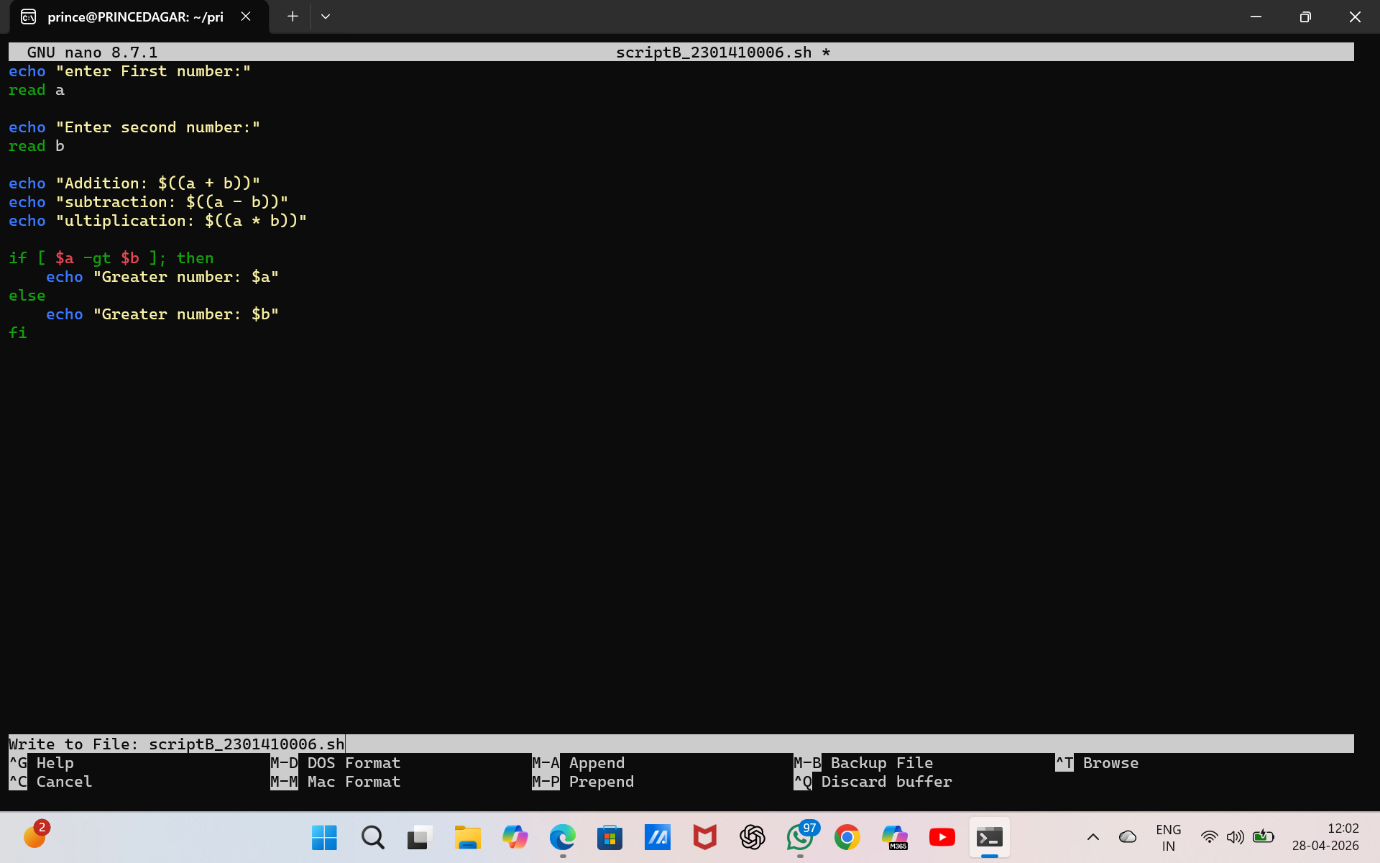 prince@PRINCEDAGAR: ~/pri
GNU nano 8.7.1 scriptB_2301410006.sh *
echo "enter First number:"
read a
echo "Enter second number:"
read b
echo "Addition: $((a + b))"
echo "subtraction: $((a - b))"
echo "ultiplication: $((a * b))"
if [ $a -gt $b ]; then
    echo "Greater number: $a"
else
    echo "Greater number: $b"
fi
Write to File: scriptB_2301410006.sh
^G Help M-D DOS Format M-A Append M-B Backup File ^T Browse
^C Cancel M-M Mac Format M-P Prepend ^Q Discard buffer
2
97
M365
ENG
IN
12:02
28-04-2026